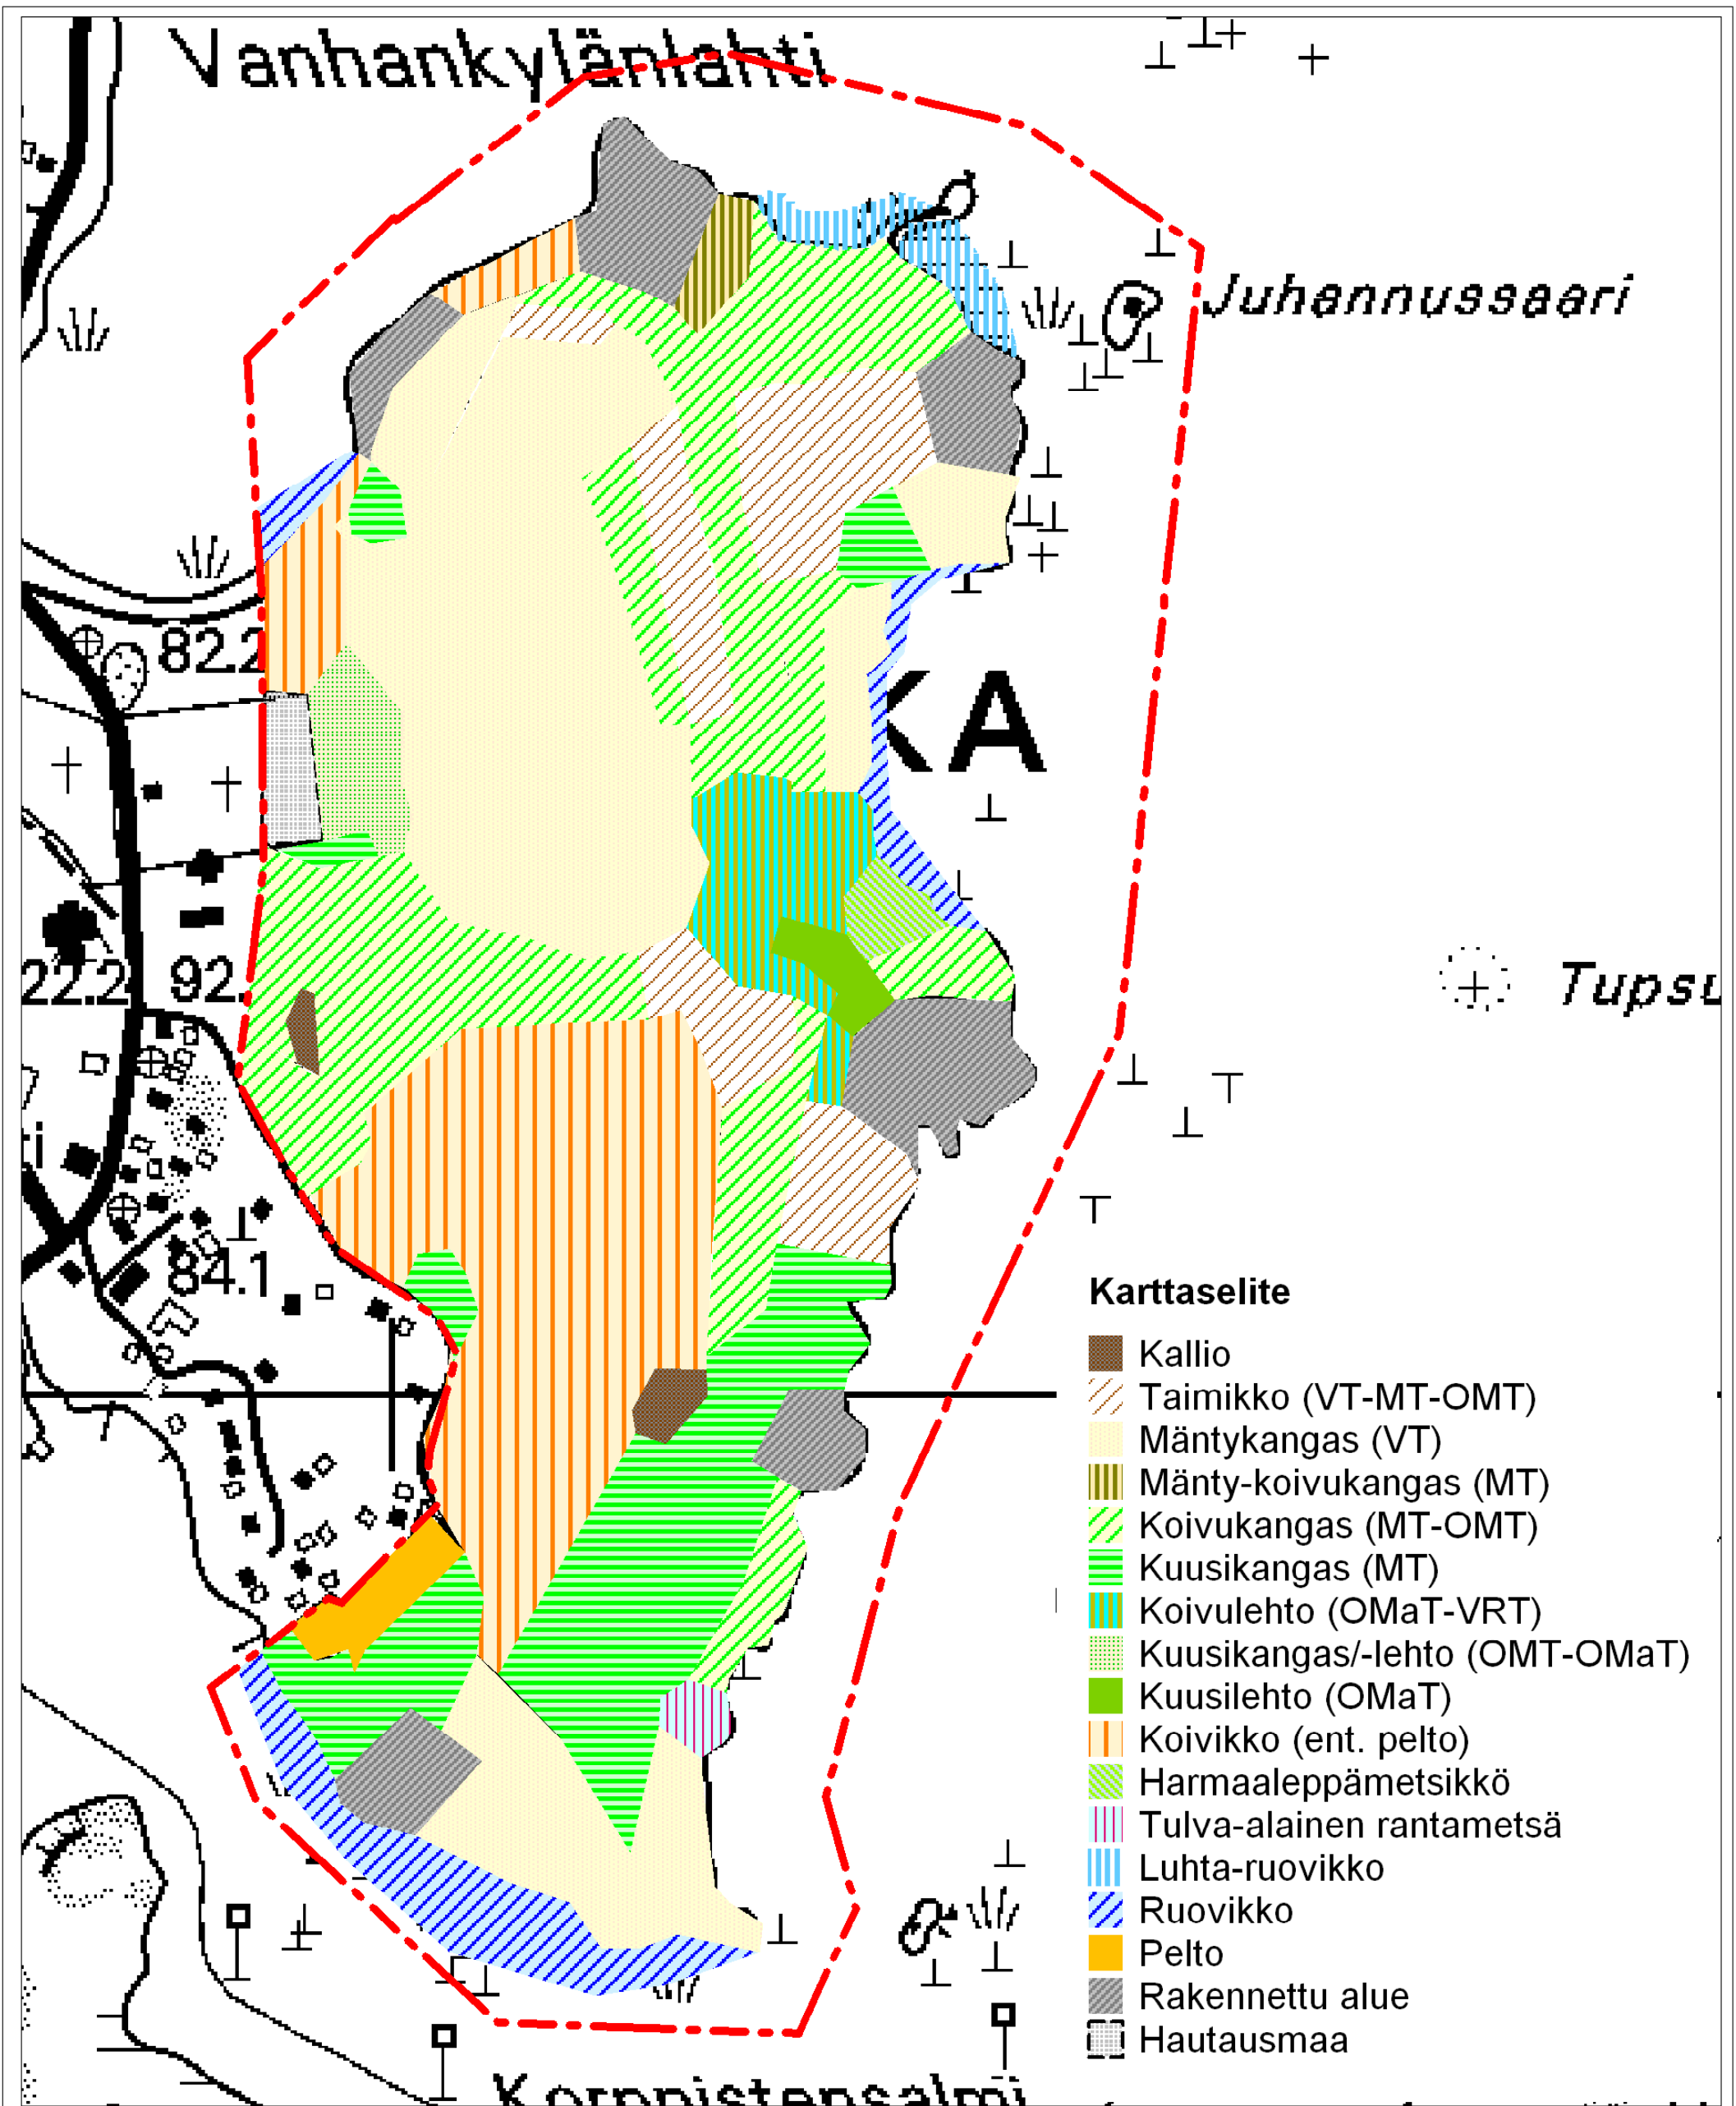 Vanhankylänlahti
Juhannussaari
82.2
KA
22.2
92.
Tupsu
ti
84.1
Karttaselite
Kallio
Taimikko (VT-MT-OMT)
Mäntykangas (VT)
Mänty-koivukangas (MT)
Koivukangas (MT-OMT)
Kuusikangas (MT)
Koivulehto (OMaT-VRT)
Kuusikangas/-lehto (OMT-OMaT)
Kuusilehto (OMaT)
Koivikko (ent. pelto)
Harmaaleppämetsikkö
Tulva-alainen rantametsä
Luhta-ruovikko
Ruovikko
Pelto
Rakennettu alue
Hautausmaa
Korppistensalmi